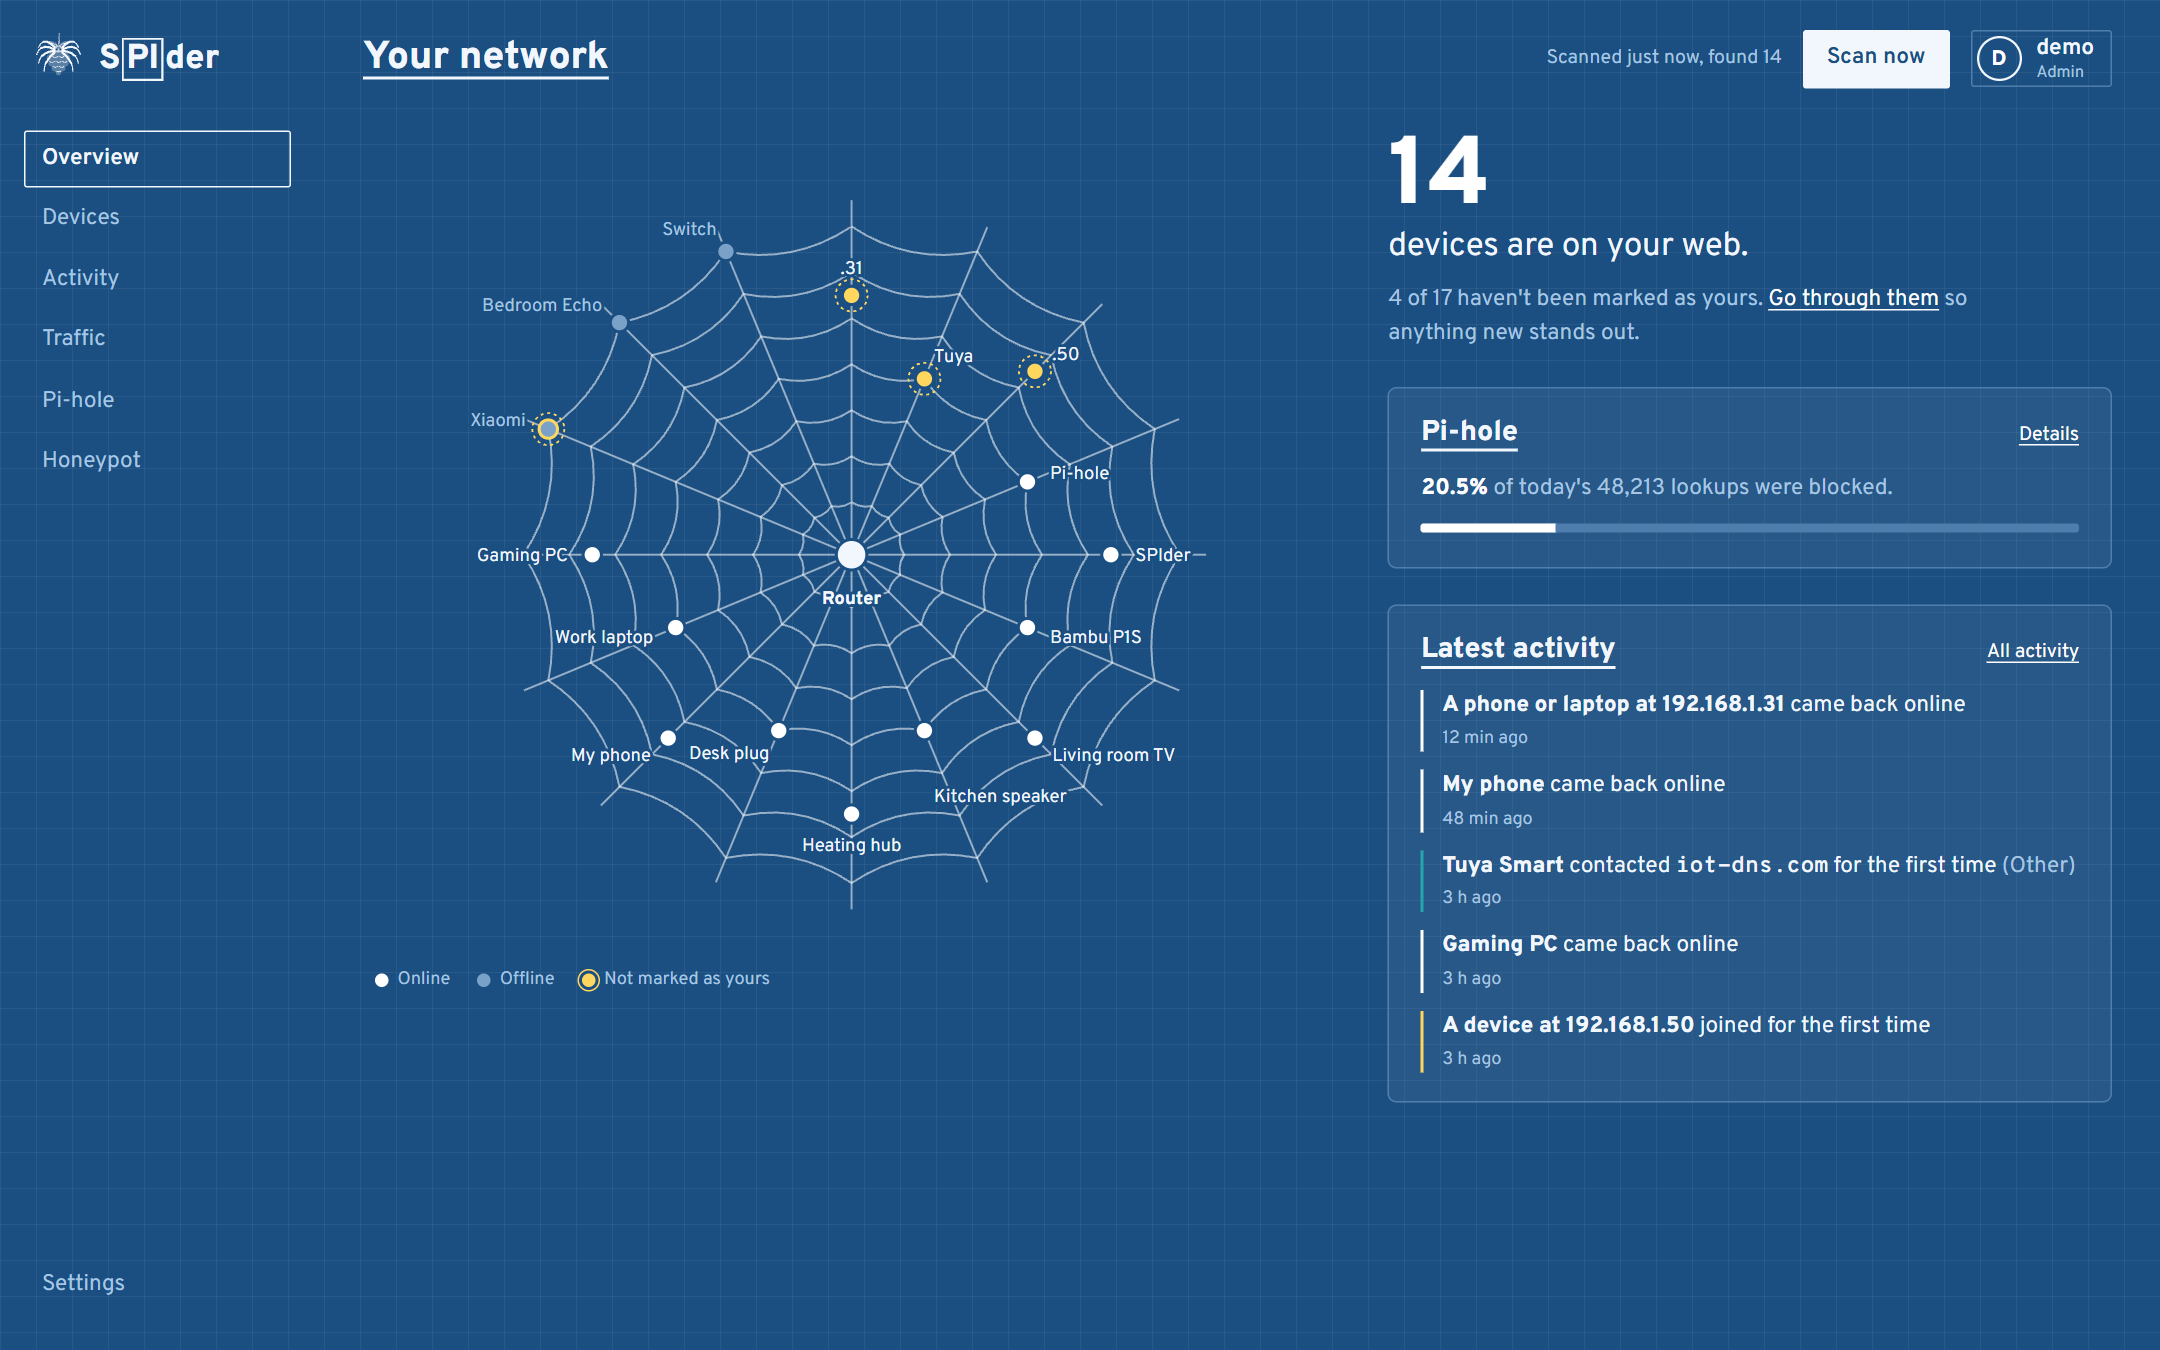 SPIder
Your network
Scanned just now, found 14
Scan now
D
demo
Admin
Overview
Devices
Activity
Traffic
Pi-hole
Honeypot
Settings
Switch
.31
Bedroom Echo
Tuya
.50
Xiaomi
Pi-hole
Gaming PC
SPIder
Router
Work laptop
Bambu P1S
My phone
Desk plug
Living room TV
Kitchen speaker
Heating hub
Online
Offline
Not marked as yours
14
devices are on your web.
4 of 17 haven't been marked as yours. Go through them so
anything new stands out.
Pi-hole
Details
20.5% of today's 48,213 lookups were blocked.
Latest activity
All activity
A phone or laptop at 192.168.1.31 came back online
12 min ago
My phone came back online
48 min ago
Tuya Smart contacted iot-dns.com for the first time (Other)
3 h ago
Gaming PC came back online
3 h ago
A device at 192.168.1.50 joined for the first time
3 h ago